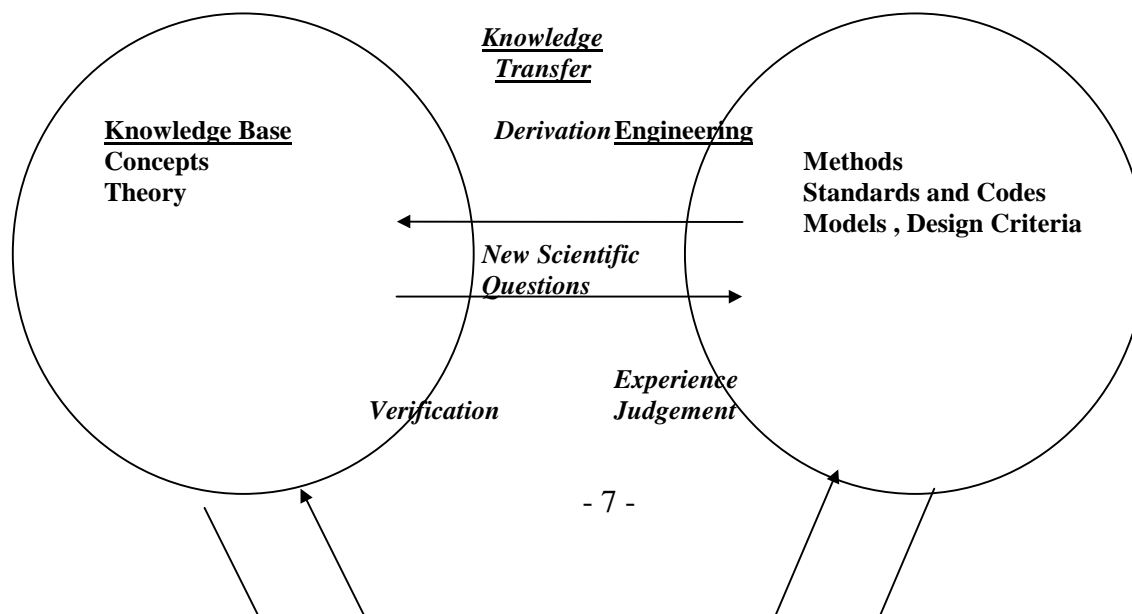 Knowledge
Transfer
Knowledge Base
Concepts
Theory
Derivation Engineering
Methods
Standards and Codes
Models , Design Criteria
New Scientific
Questions
Verification
Experience
Judgement
- 7 -